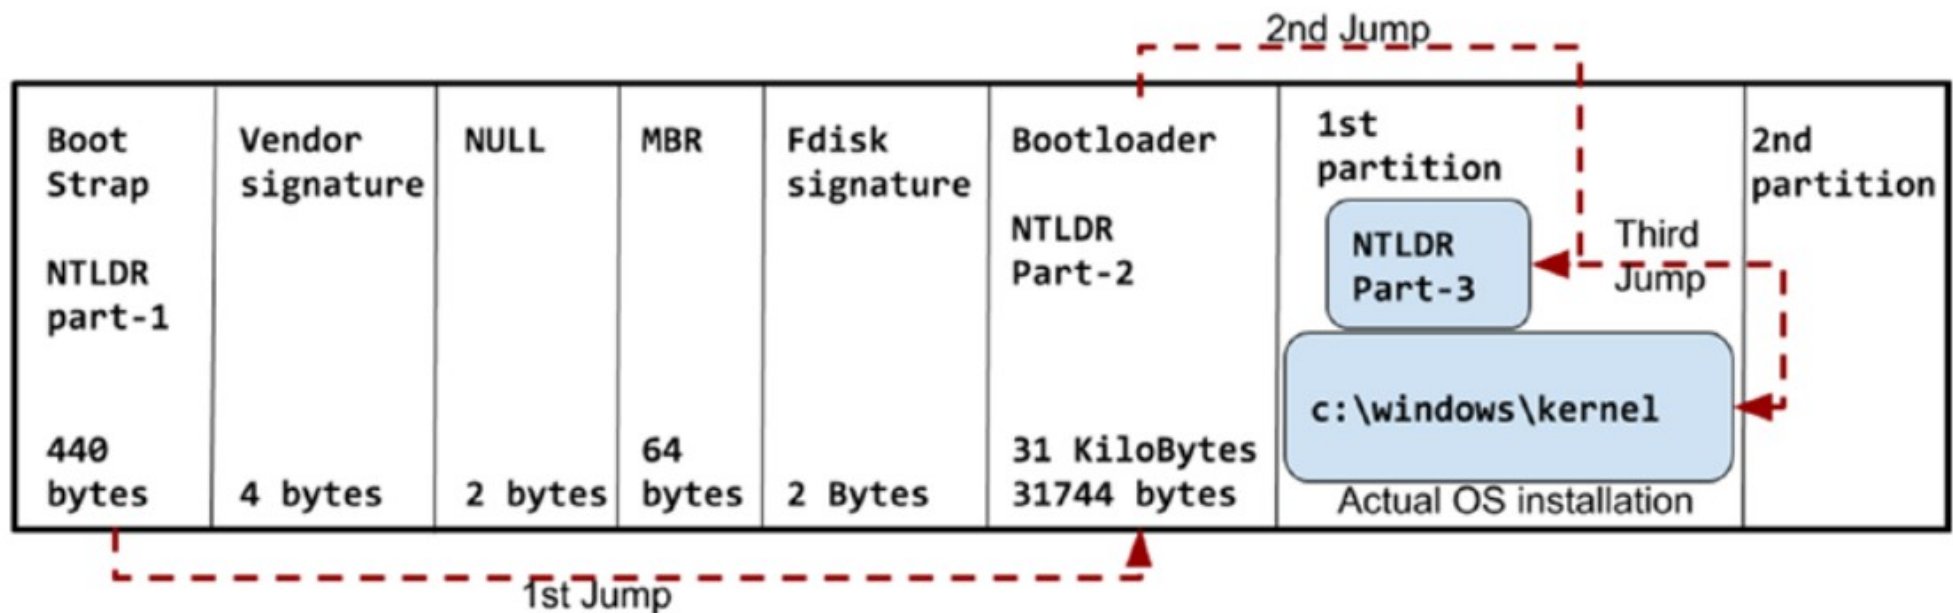 2nd Jump
Boot
Strap
NTLDR
part-1
440
bytes
Vendor
signature
4 bytes
NULL
2 bytes
MBR
64
bytes
Fdisk
signature
2 Bytes
Bootloader
NTLDR
Part-2
31 KiloBytes
31744 bytes
1st
partition
NTLDR
Part-3
Third
Jump
c:\windows\kernel
Actual OS installation
2nd
partition
1st Jump